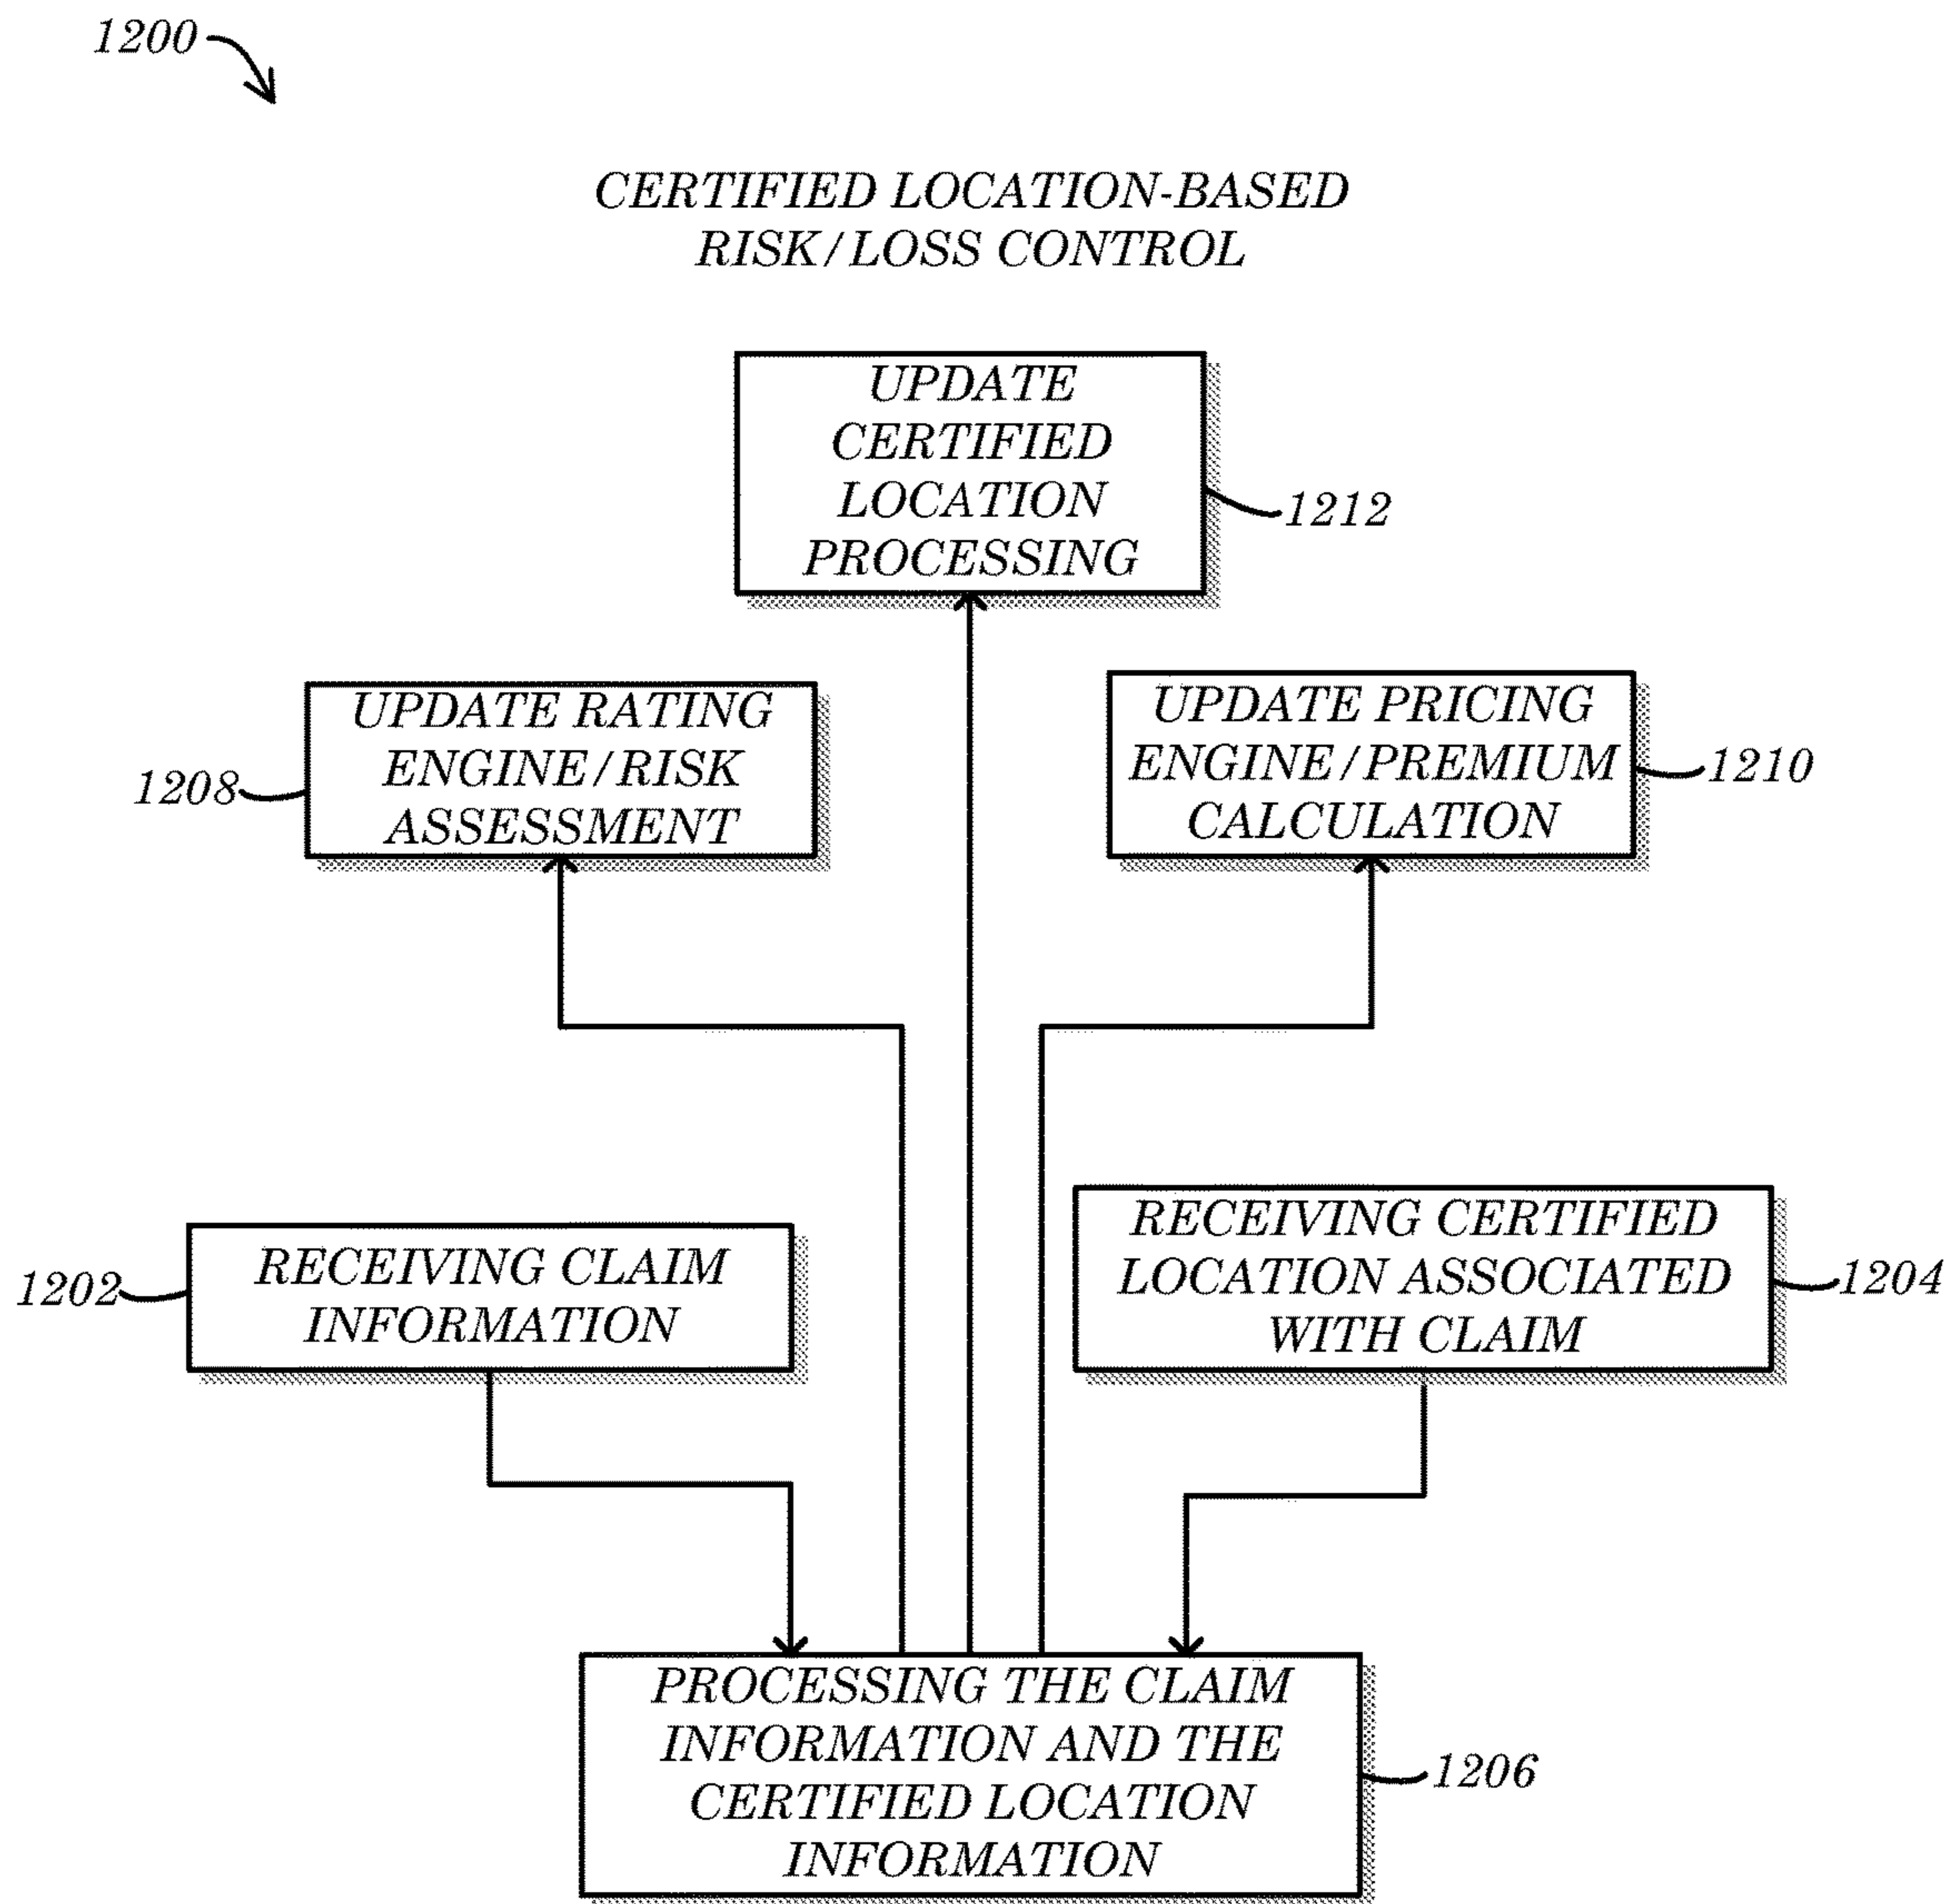 1200
CERTIFIED LOCATION-BASED
RISK/LOSS CONTROL
UPDATE
CERTIFIED
LOCATION
PROCESSING
1212
UPDATE RATING
ENGINE/RISK
ASSESSMENT
1208
UPDATE PRICING
ENGINE/PREMIUM
CALCULATION
1210
RECEIVING CLAIM
INFORMATION
1202
RECEIVING CERTIFIED
LOCATION ASSOCIATED
WITH CLAIM
1204
PROCESSING THE CLAIM
INFORMATION AND THE
CERTIFIED LOCATION
INFORMATION
1206